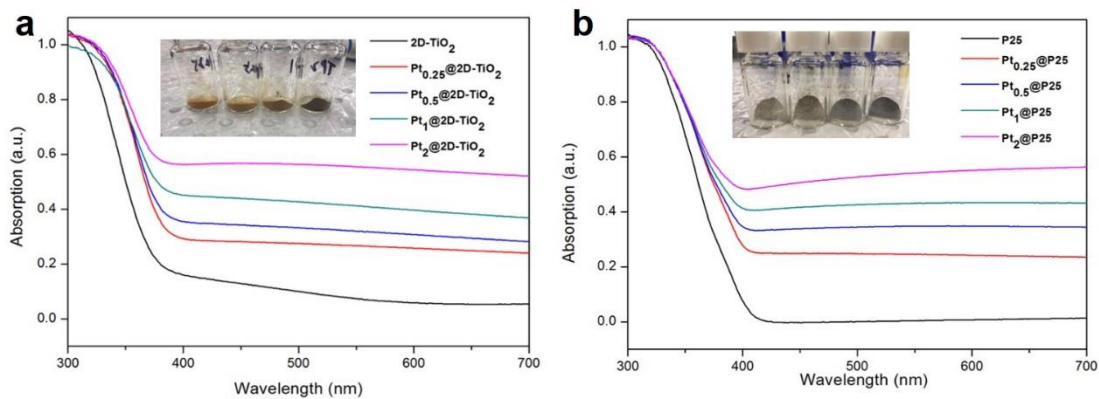 a
2D-TiO2
Pt0.25@2D-TiO2
Pt0.5@2D-TiO2
Pt1@2D-TiO2
Pt2@2D-TiO2
Absorption (a.u.)
1.0
0.8
0.6
0.4
0.2
0.0
300 400 500 600 700
Wavelength (nm)
b
P25
Pt0.25@P25
Pt0.5@P25
Pt1@P25
Pt2@P25
Absorption (a.u.)
1.0
0.8
0.6
0.4
0.2
0.0
300 400 500 600 700
Wavelength (nm)